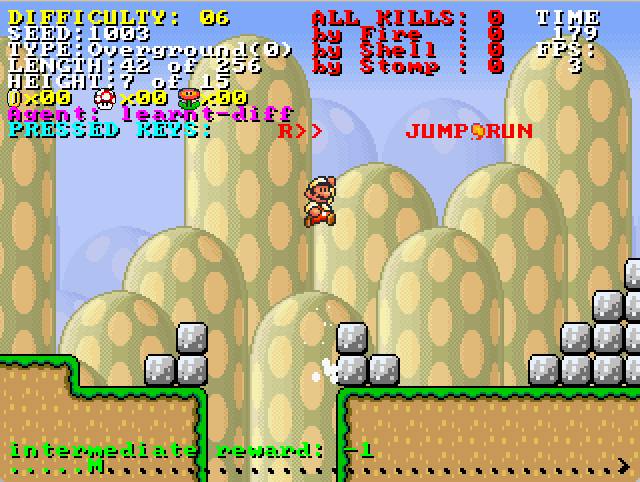 DIFFICULTY: 06 ALL KILLS: 0 TIME
SEED:1003 by Fire : 0 179
TYPE:Overground(0) by Shell : 0 FPS:
LENGTH:42 of 256 by Stomp : 0 3
HEIGHT:7 of 15
x00 x00 x00
Agent: learnt-diff
PRESSED KEYS: R>> JUMP RUN
intermediate reward: -1
.....M.......................................>